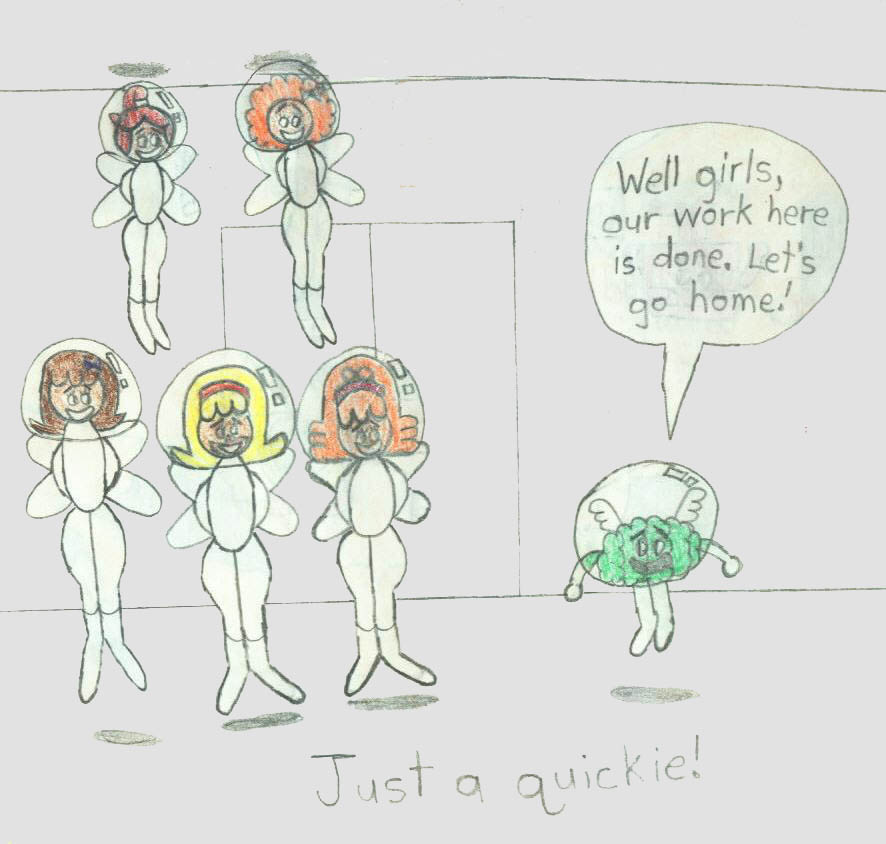 Well girls,
our work here
is done. Let's
go home!
Just a quickie!